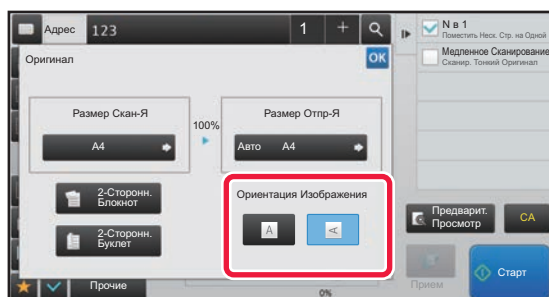 Адрес 123 1 +
Оригинал OK
Размер Скан-Я
A4
100%
Размер Отпр-Я
Авто A4
2-Сторонн.
Блокнот
2-Сторонн.
Буклет
Ориентация Изображения
A A
Прочие
0%
N в 1
Поместить Неск. Стр. на Одной
Медленное Сканирование
Сканир. Тонкий Оригинал
Предварит.
Просмотр
CA
Прием
Старт